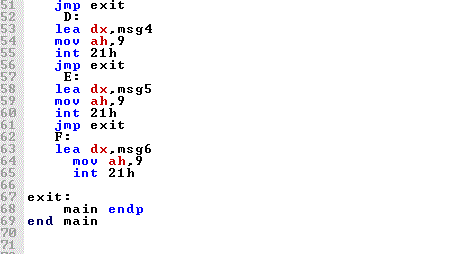 51 jmp exit
52 D:
53 lea dx,msg4
54 mov ah,9
55 int 21h
56 jmp exit
57 E:
58 lea dx,msg5
59 mov ah,9
60 int 21h
61 jmp exit
62 F:
63 lea dx,msg6
64 mov ah,9
65 int 21h
66
67 exit:
68 main endp
69 end main
70
71